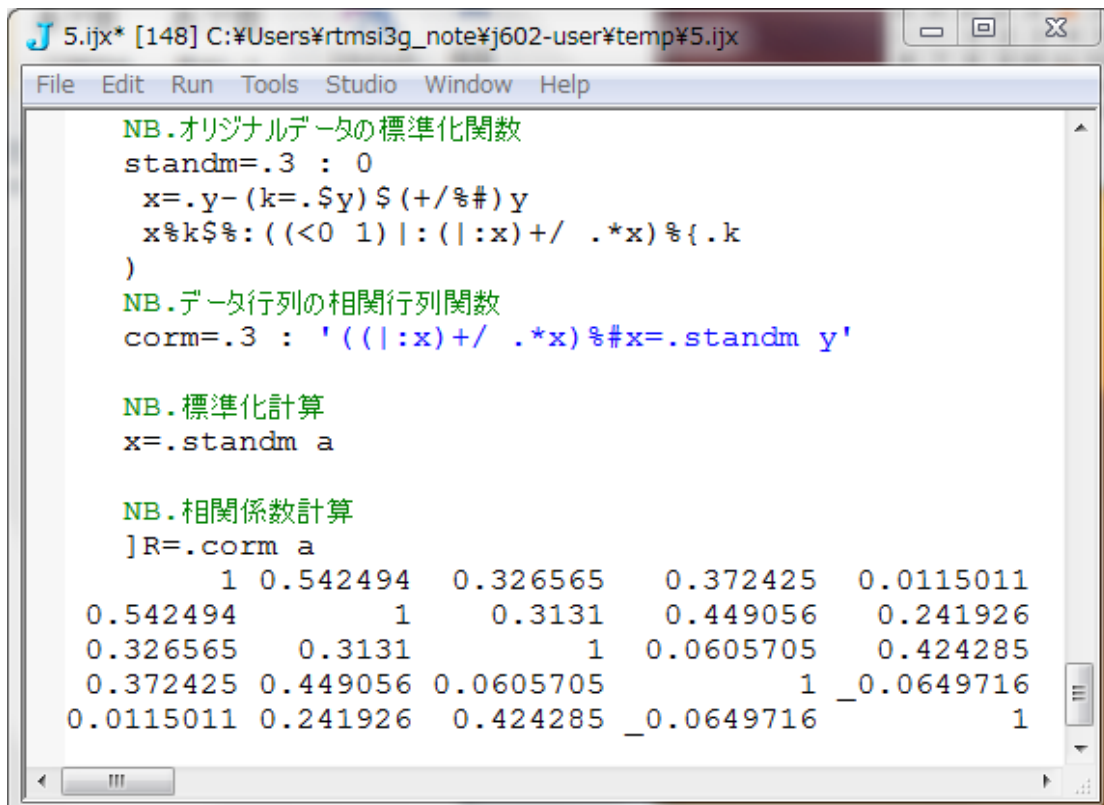 5.ijx* [148] C:¥Users¥rtmsi3g_note¥j602-user¥temp¥5.ijx
File Edit Run Tools Studio Window Help
NB.オリジナルデータの標準化関数
standm=.3 : 0
x=.y-(k=.$y)$(+/%#)y
x%k$%:((<0 1)|:(|:x)+/ .*x)%{.k
)
NB.データ行列の相関行列関数
corm=.3 : '((|:x)+/ .*x)%#x=.standm y'
NB.標準化計算
x=.standm a
NB.相関係数計算
]R=.corm a
1 0.542494 0.326565 0.372425 0.0115011
0.542494 1 0.3131 0.449056 0.241926
0.326565 0.3131 1 0.0605705 0.424285
0.372425 0.449056 0.0605705 1 _0.0649716
0.0115011 0.241926 0.424285 _0.0649716 1